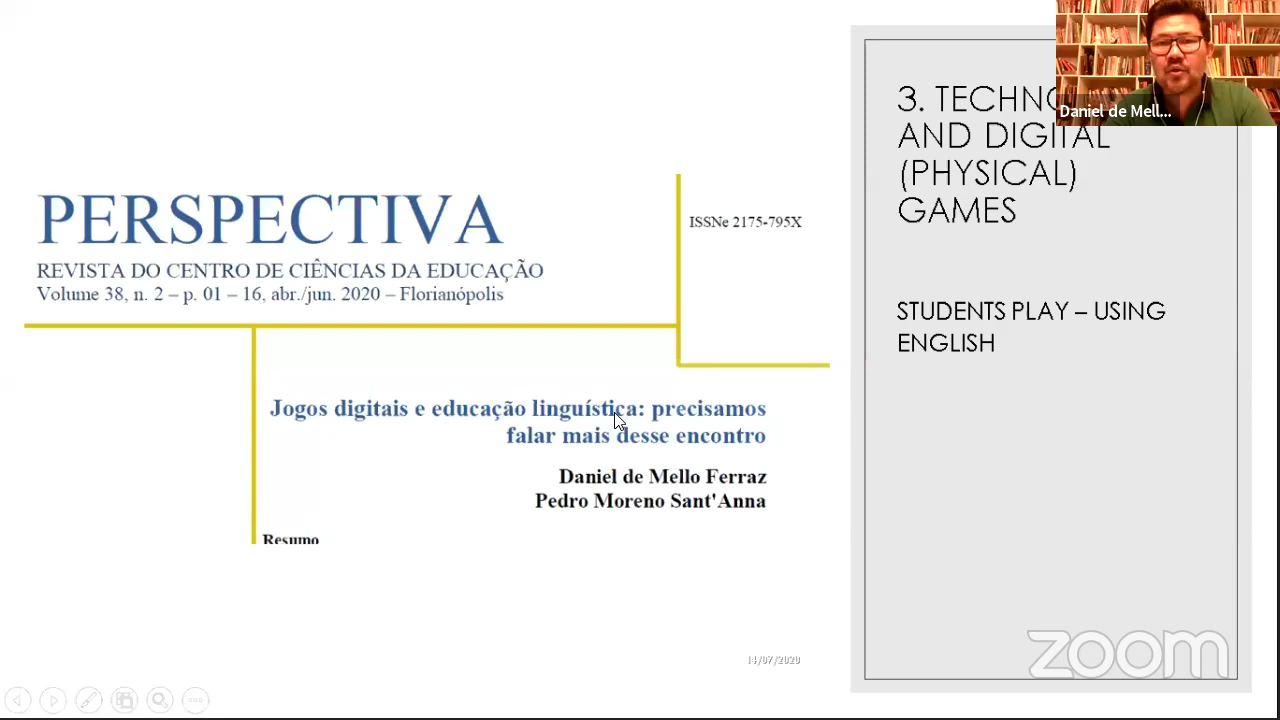 PERSPECTIVA
REVISTA DO CENTRO DE CIÊNCIAS DA EDUCAÇÃO
Volume 38, n. 2 – p. 01 – 16, abr./jun. 2020 – Florianópolis
ISSNe 2175-795X
Jogos digitais e educação linguística: precisamos
falar mais desse encontro
Daniel de Mello Ferraz
Pedro Moreno Sant'Anna
Resumo
14/07/2020
3. TECHNO
AND DIGITAL
(PHYSICAL)
GAMES
STUDENTS PLAY – USING
ENGLISH
Daniel de Mell...
zoom